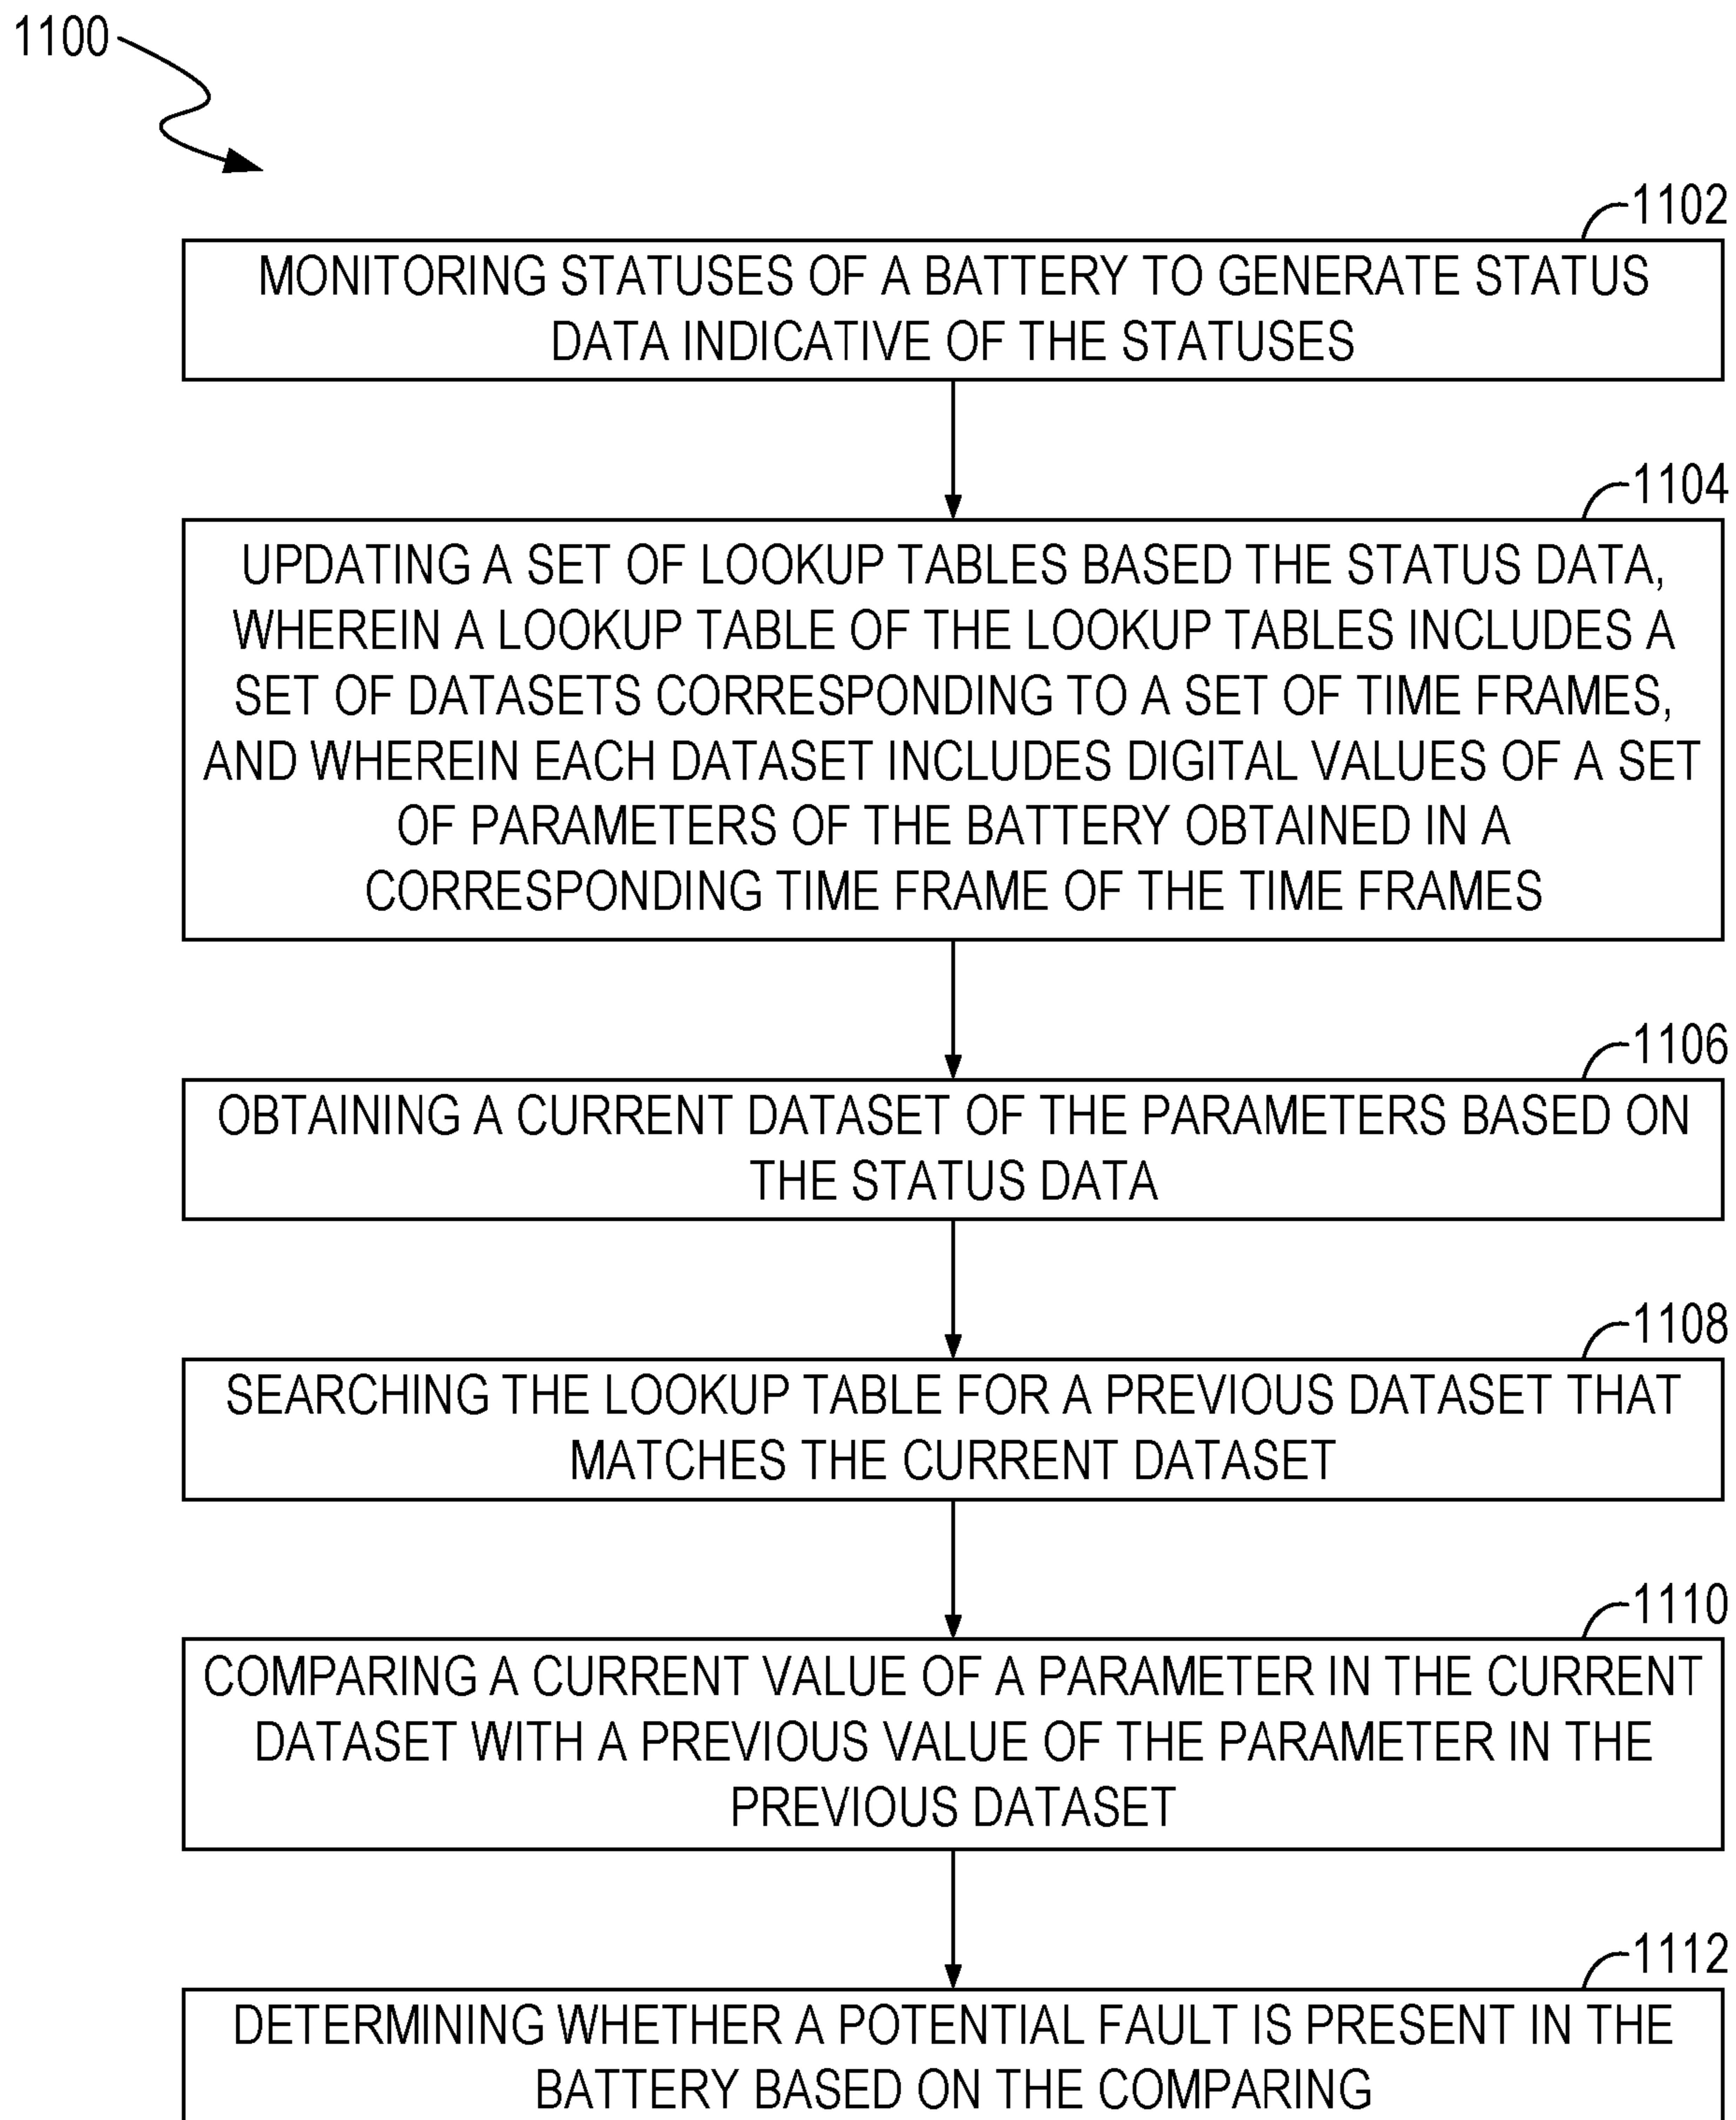 1100
1102
MONITORING STATUSES OF A BATTERY TO GENERATE STATUS
DATA INDICATIVE OF THE STATUSES
1104
UPDATING A SET OF LOOKUP TABLES BASED THE STATUS DATA,
WHEREIN A LOOKUP TABLE OF THE LOOKUP TABLES INCLUDES A
SET OF DATASETS CORRESPONDING TO A SET OF TIME FRAMES,
AND WHEREIN EACH DATASET INCLUDES DIGITAL VALUES OF A SET
OF PARAMETERS OF THE BATTERY OBTAINED IN A
CORRESPONDING TIME FRAME OF THE TIME FRAMES
1106
OBTAINING A CURRENT DATASET OF THE PARAMETERS BASED ON
THE STATUS DATA
1108
SEARCHING THE LOOKUP TABLE FOR A PREVIOUS DATASET THAT
MATCHES THE CURRENT DATASET
1110
COMPARING A CURRENT VALUE OF A PARAMETER IN THE CURRENT
DATASET WITH A PREVIOUS VALUE OF THE PARAMETER IN THE
PREVIOUS DATASET
1112
DETERMINING WHETHER A POTENTIAL FAULT IS PRESENT IN THE
BATTERY BASED ON THE COMPARING